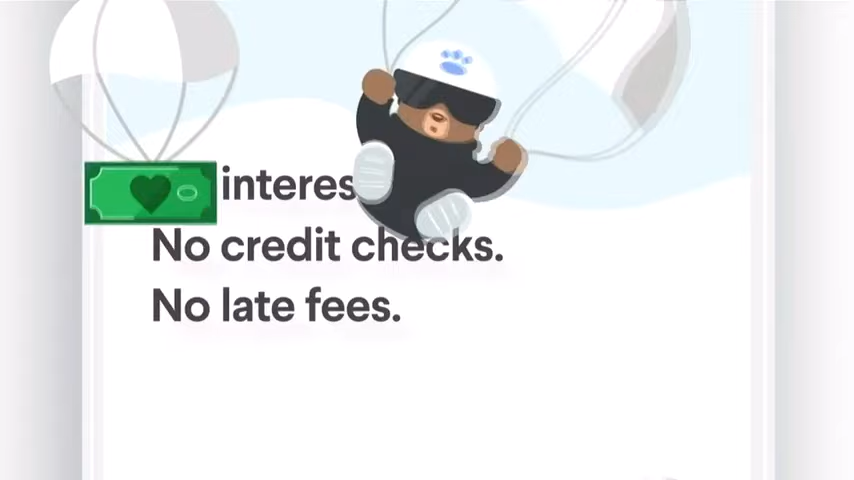 interes
No credit checks.
No late fees.